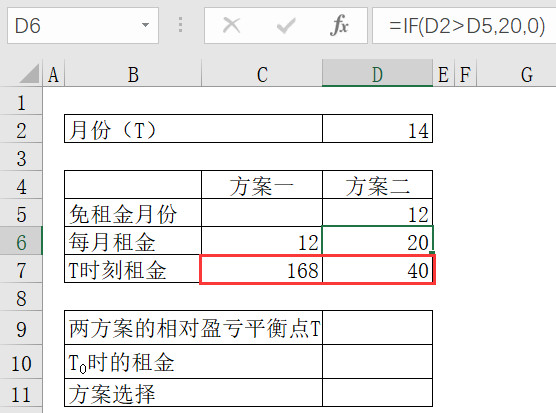 D6
fx
=IF(D2>D5,20,0)
A B C D E F G
1
2 月份（T） 14
3
4 方案一 方案二
5 免租金月份 12
6 每月租金 12 20
7 T时刻租金 168 40
8
9 两方案的相对盈亏平衡点T
10 T₀时的租金
11 方案选择